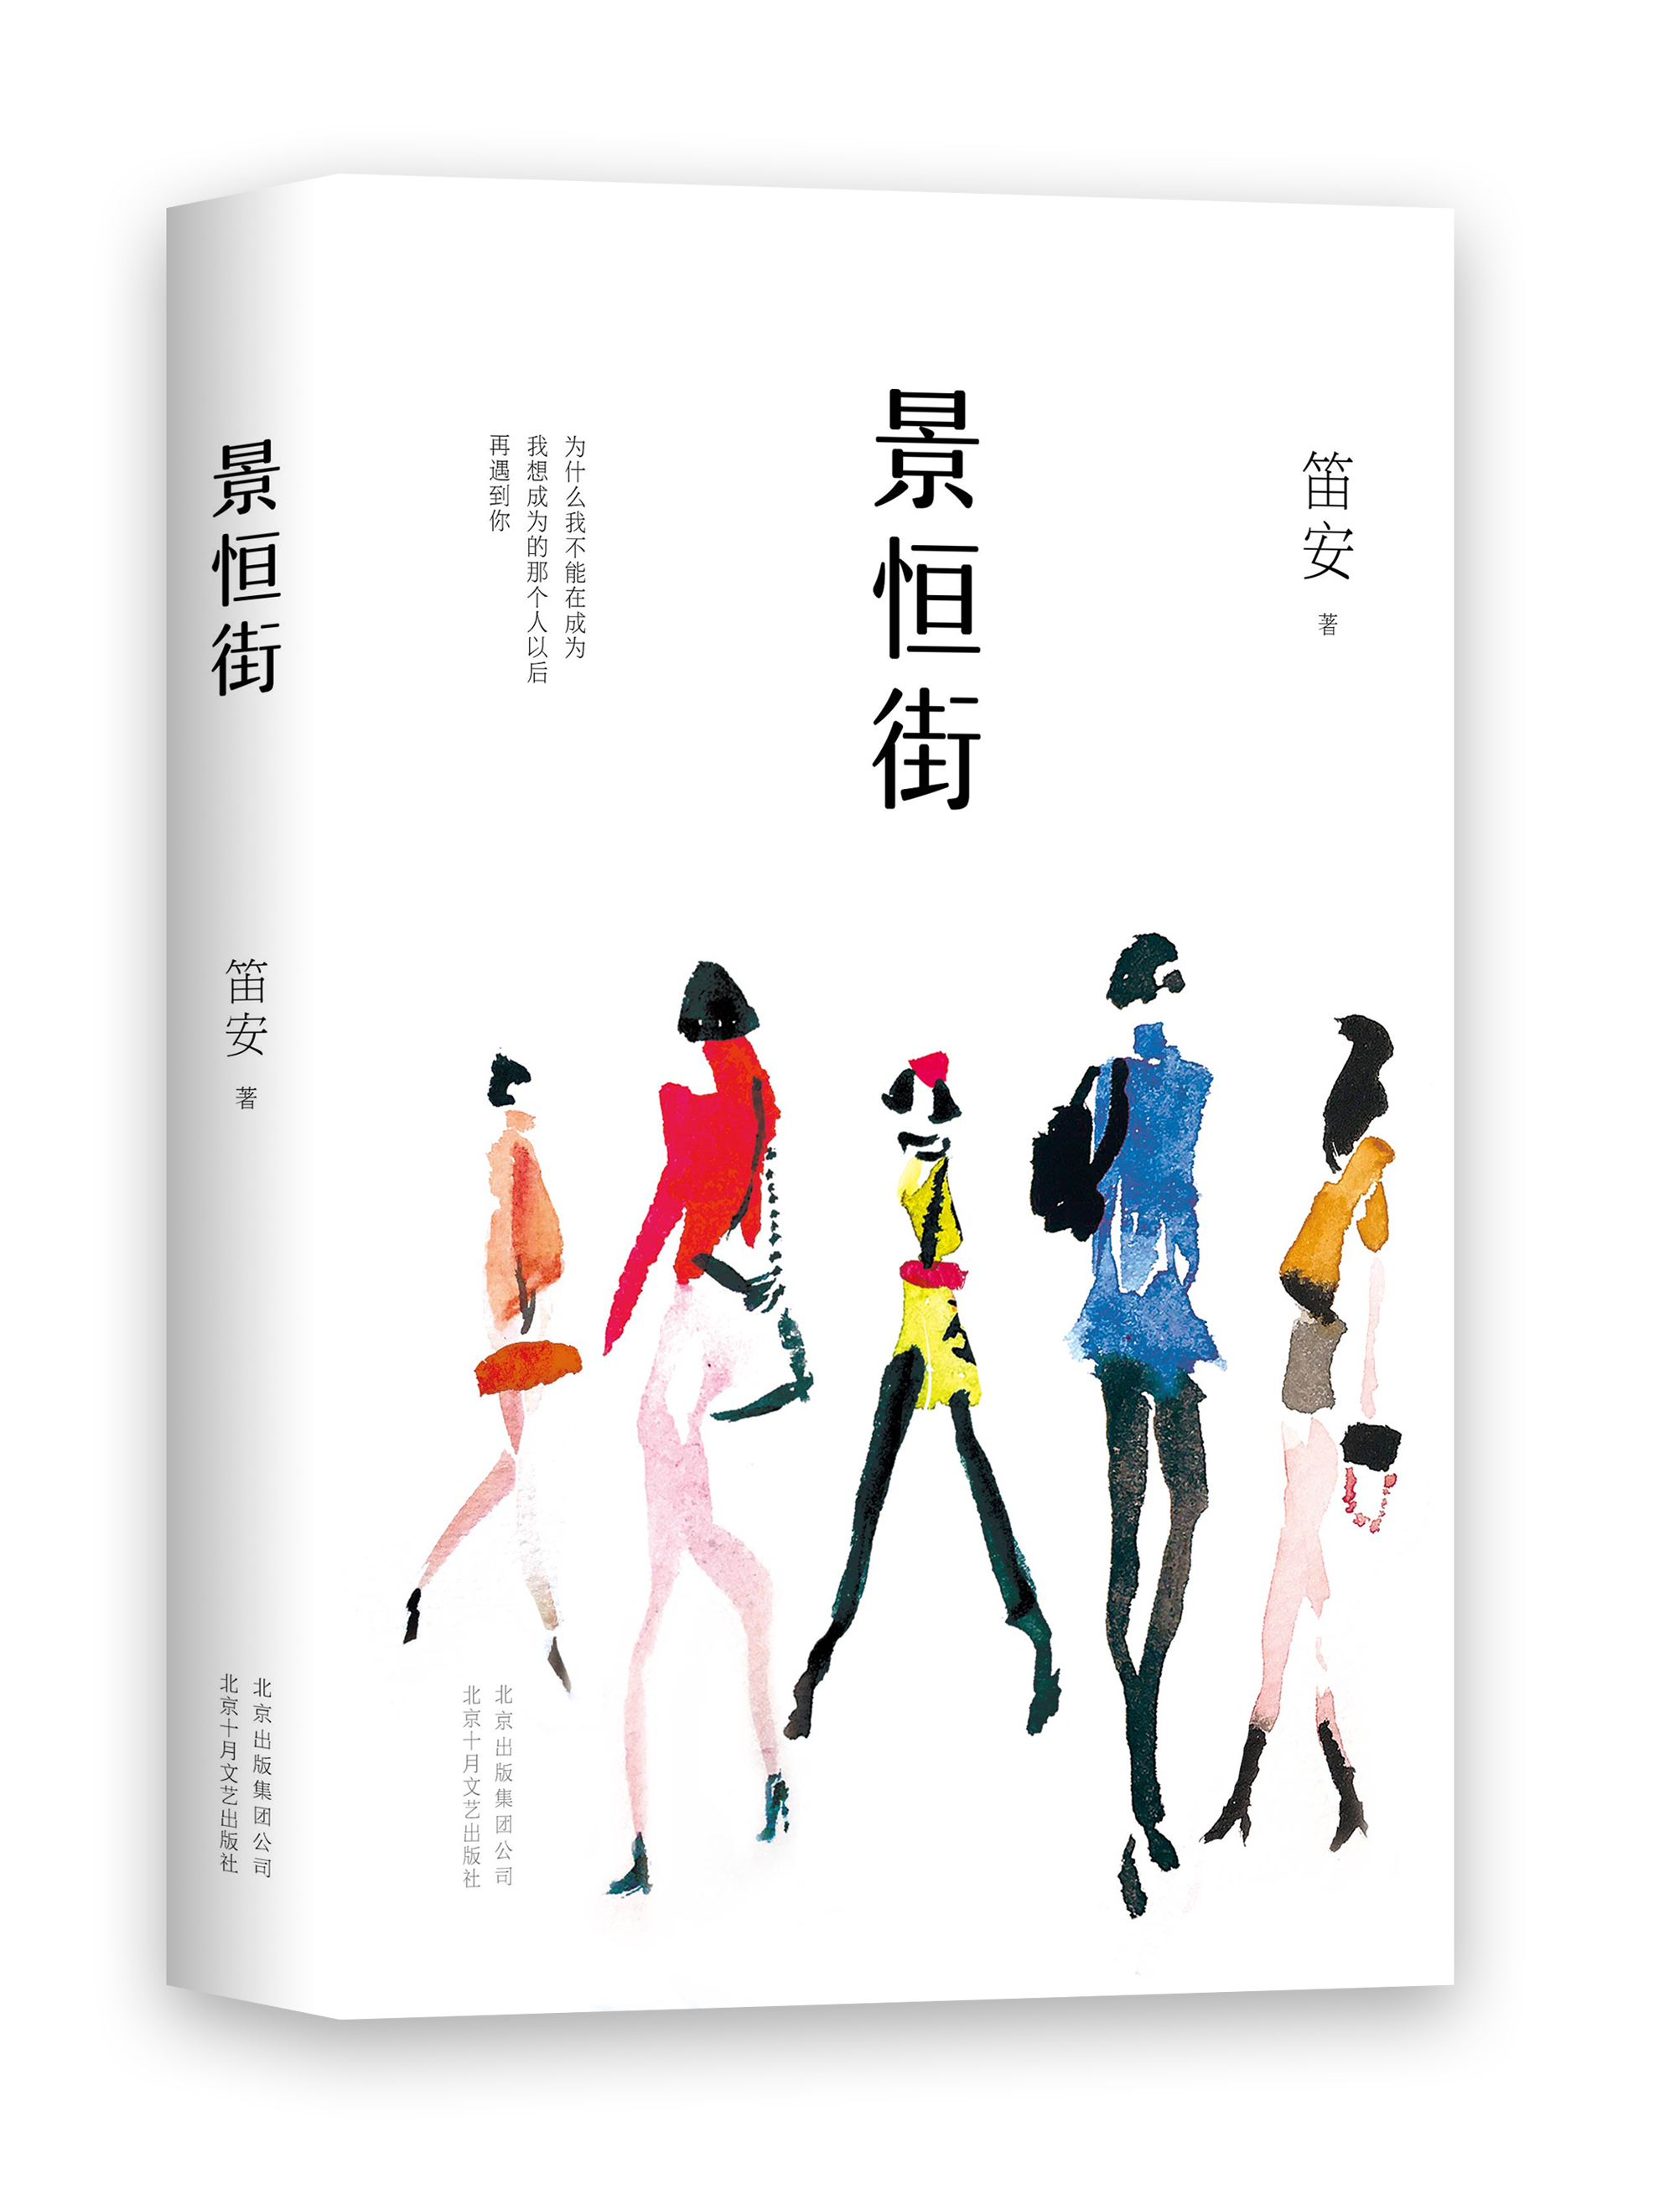 景恒街
笛安 著
北京出版集团公司
北京十月文艺出版社
笛安 著
景恒街
为什么我不能在成为
我想成为的那个人以后
再遇到你
北京出版集团公司
北京十月文艺出版社